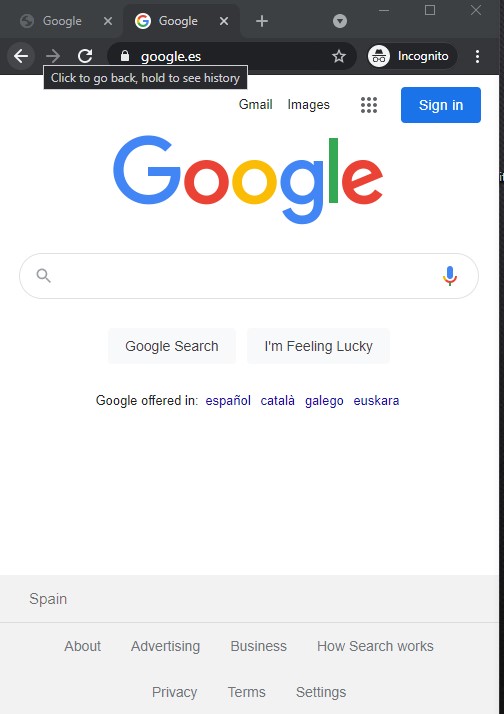 Google Google
google.es Incognito
Click to go back, hold to see history
Gmail Images Sign in
Google
Google Search I'm Feeling Lucky
Google offered in: español català galego euskara
Spain
About Advertising Business How Search works
Privacy Terms Settings